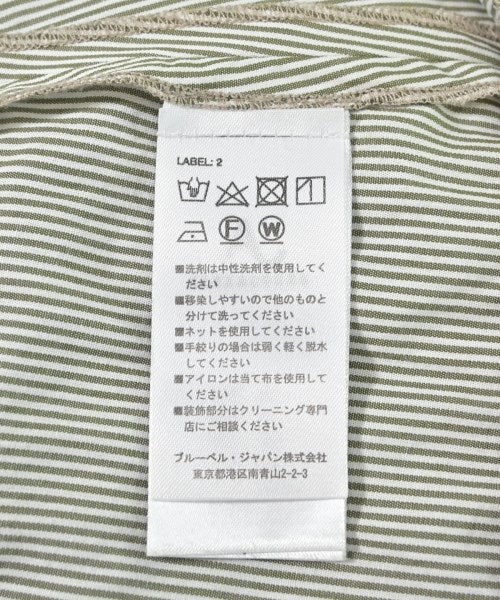 LABEL: 2
F W
■洗剤は中性洗剤を使用してく
ださい
■移染しやすいので他のものと
分けて洗ってください
■ネットを使用してください
■手絞りの場合は弱く軽く脱水
してください
■アイロンは当て布を使用して
ください
■装飾部分はクリーニング専門
店にご相談ください
ブルーベル・ジャパン株式会社
東京都港区南青山2-2-3